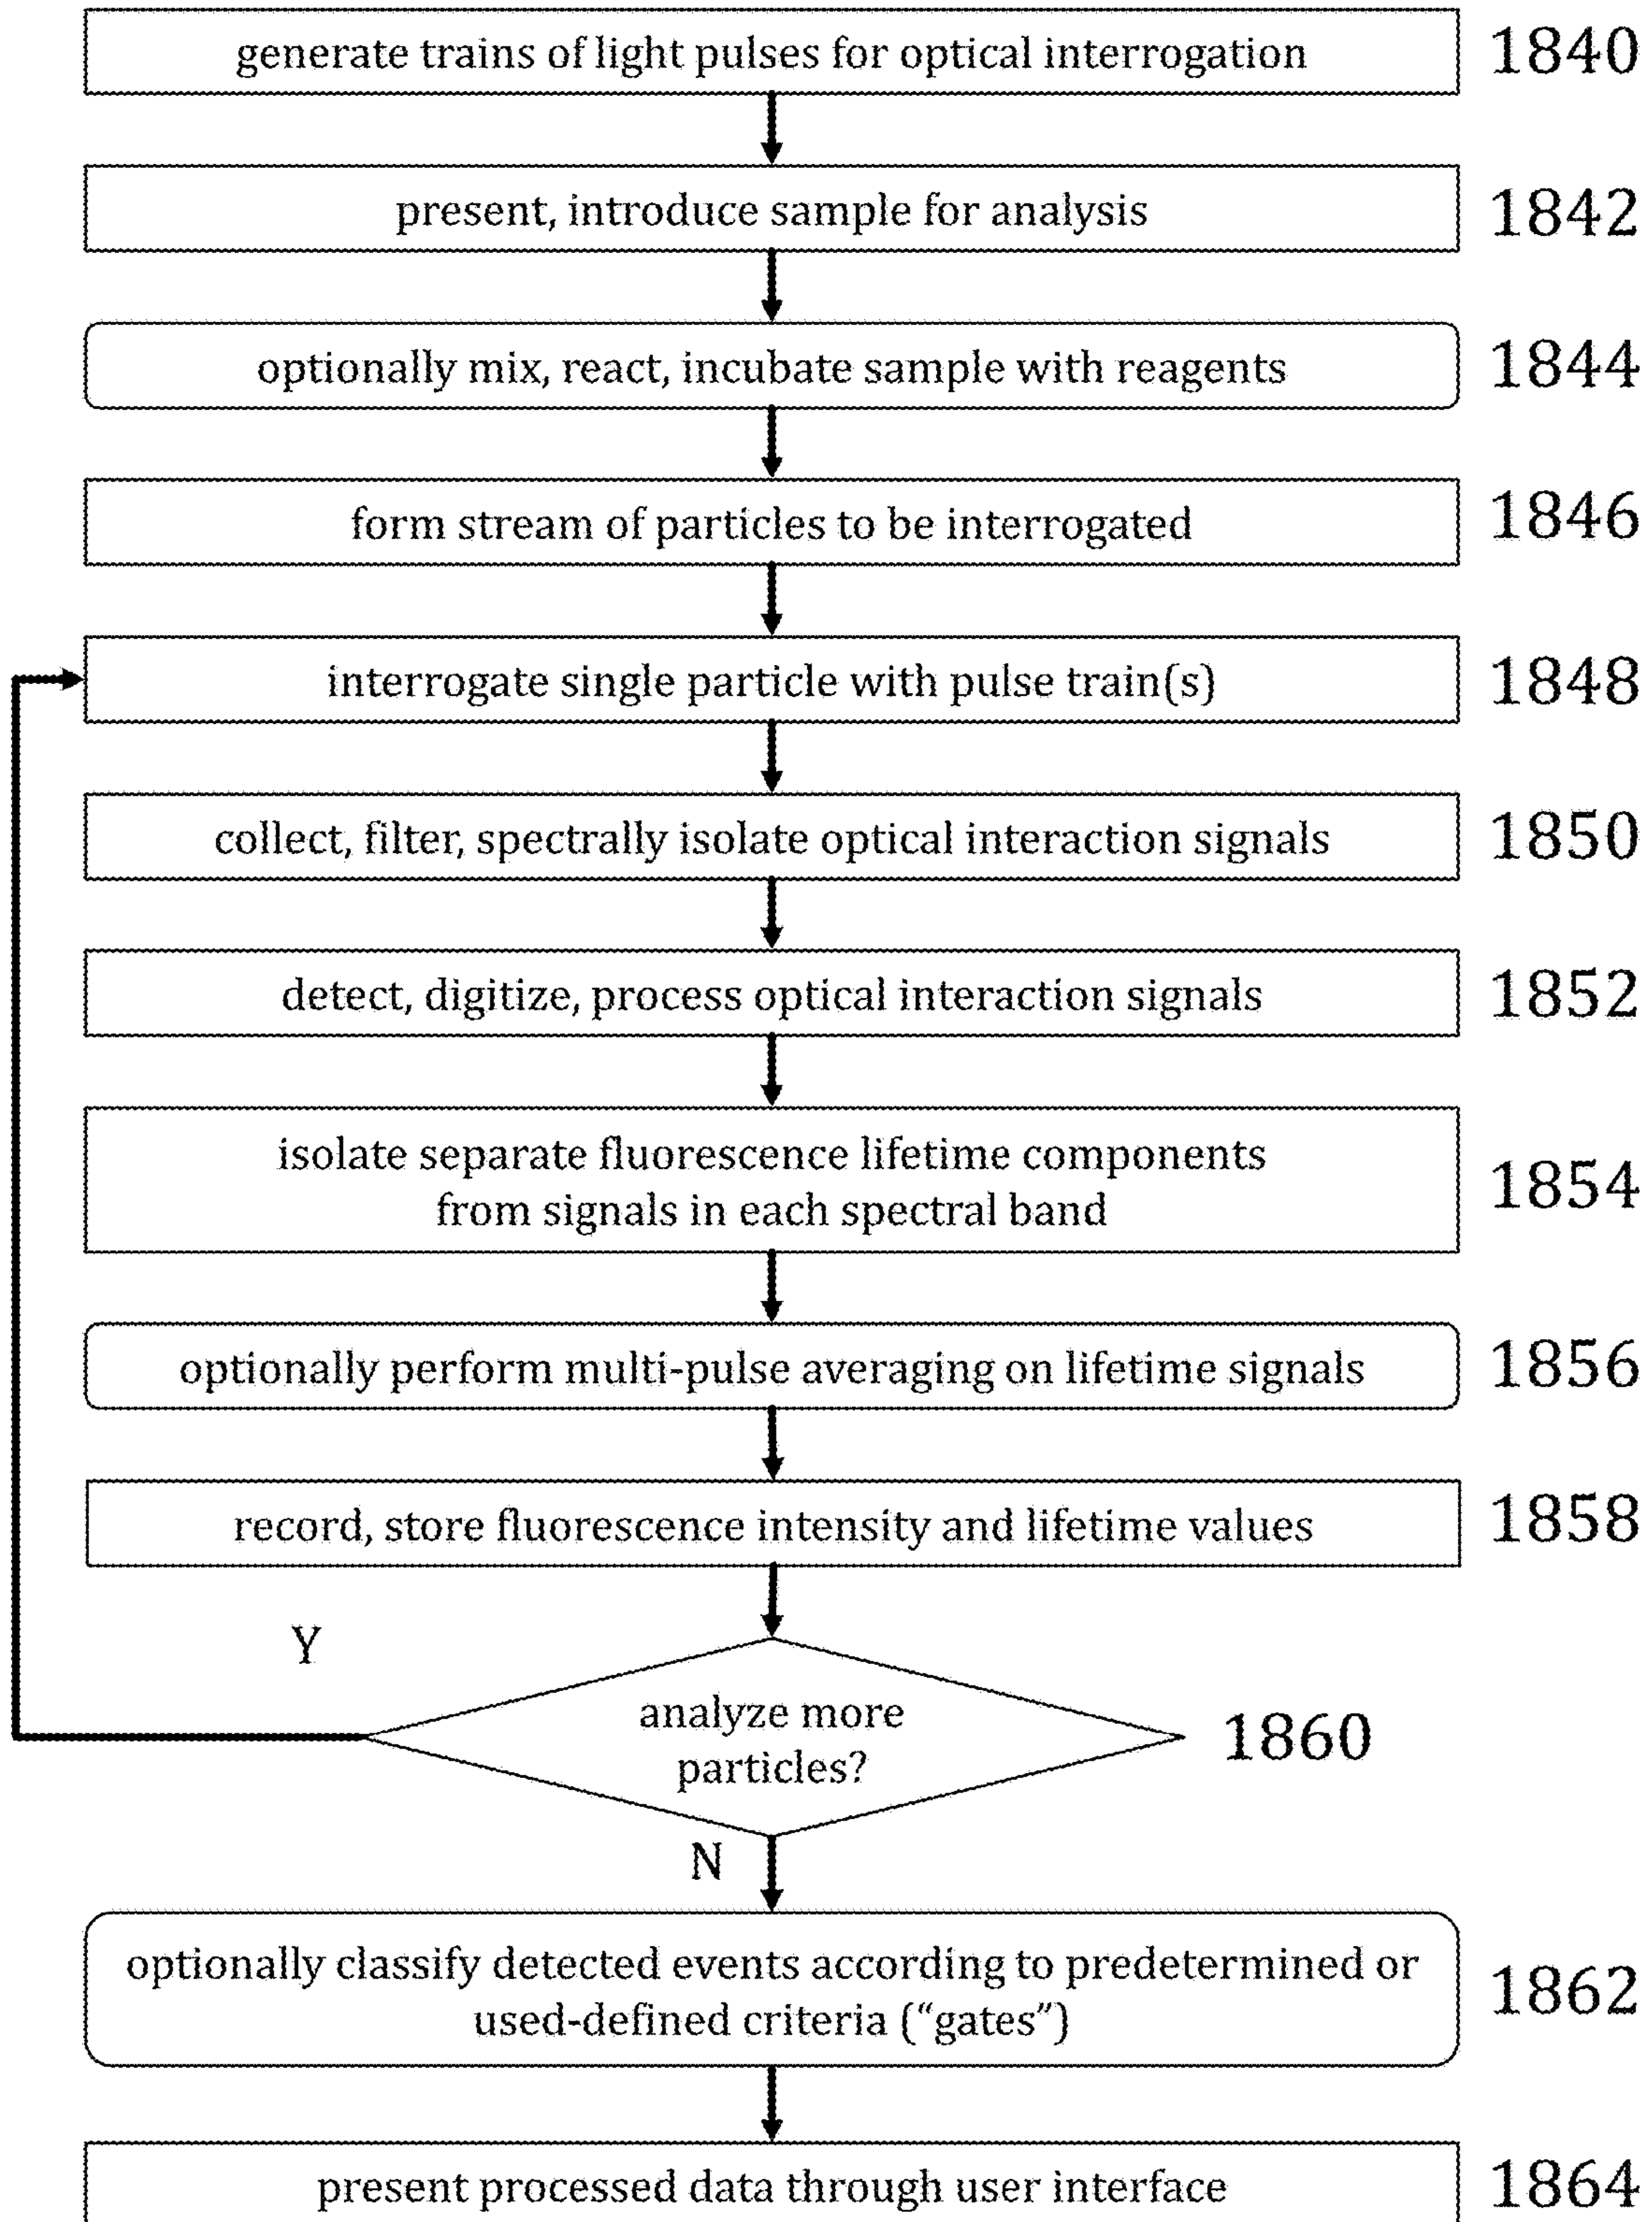 generate trains of light pulses for optical interrogation 1840
present, introduce sample for analysis 1842
optionally mix, react, incubate sample with reagents 1844
form stream of particles to be interrogated 1846
interrogate single particle with pulse train(s) 1848
collect, filter, spectrally isolate optical interaction signals 1850
detect, digitize, process optical interaction signals 1852
isolate separate fluorescence lifetime components
from signals in each spectral band
1854
optionally perform multi-pulse averaging on lifetime signals 1856
record, store fluorescence intensity and lifetime values 1858
Y
analyze more
particles?
1860
N
optionally classify detected events according to predetermined or
used-defined criteria (“gates”)
1862
present processed data through user interface 1864